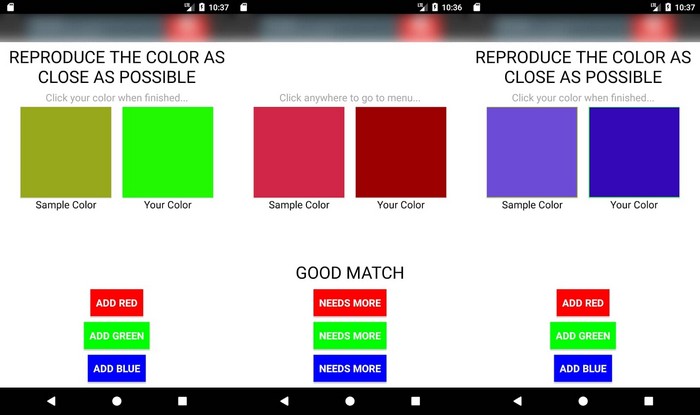 10:37
REPRODUCE THE COLOR AS
CLOSE AS POSSIBLE
Click your color when finished...
Sample Color
Your Color
ADD RED
ADD GREEN
ADD BLUE
10:36
Click anywhere to go to menu...
Sample Color
Your Color
GOOD MATCH
NEEDS MORE
NEEDS MORE
NEEDS MORE
10:37
REPRODUCE THE COLOR AS
CLOSE AS POSSIBLE
Click your color when finished...
Sample Color
Your Color
ADD RED
ADD GREEN
ADD BLUE